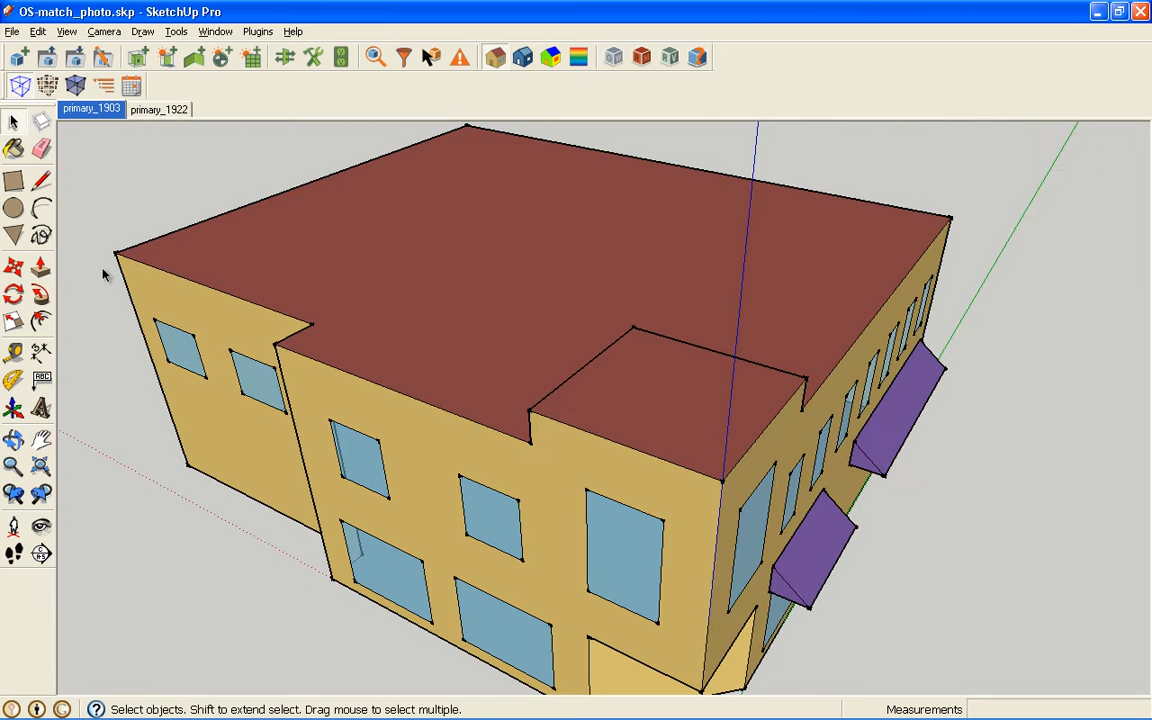 OS-match_photo.skp - SketchUp Pro
File Edit View Camera Draw Tools Window Plugins Help
primary_1903 primary_1922
ABC
A
Select objects. Shift to extend select. Drag mouse to select multiple.
Measurements